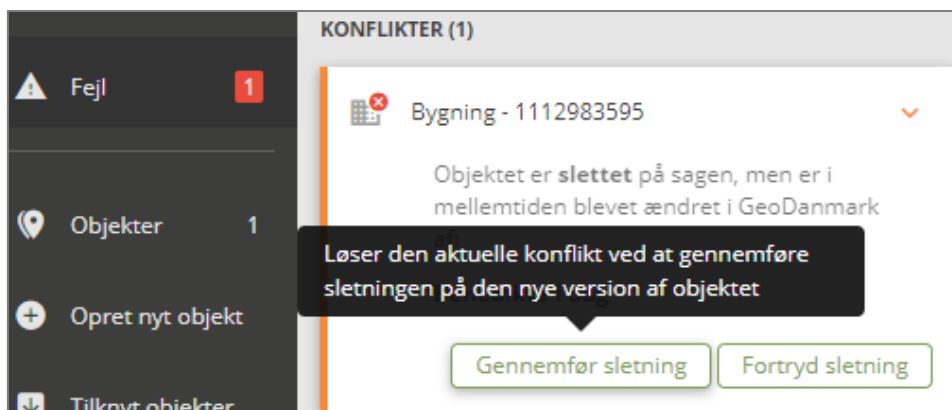 KONFLIKTER (1)
Fejl 1
Bygning - 1112983595
Objektet er slettet på sagen, men er i
mellemtiden blevet ændret i GeoDanmark
Objekter 1
Løser den aktuelle konflikt ved at gennemføre
sletningen på den nye version af objektet
Opret nyt objekt
Gennemfør sletning Fortryd sletning
Tilknyt objekter